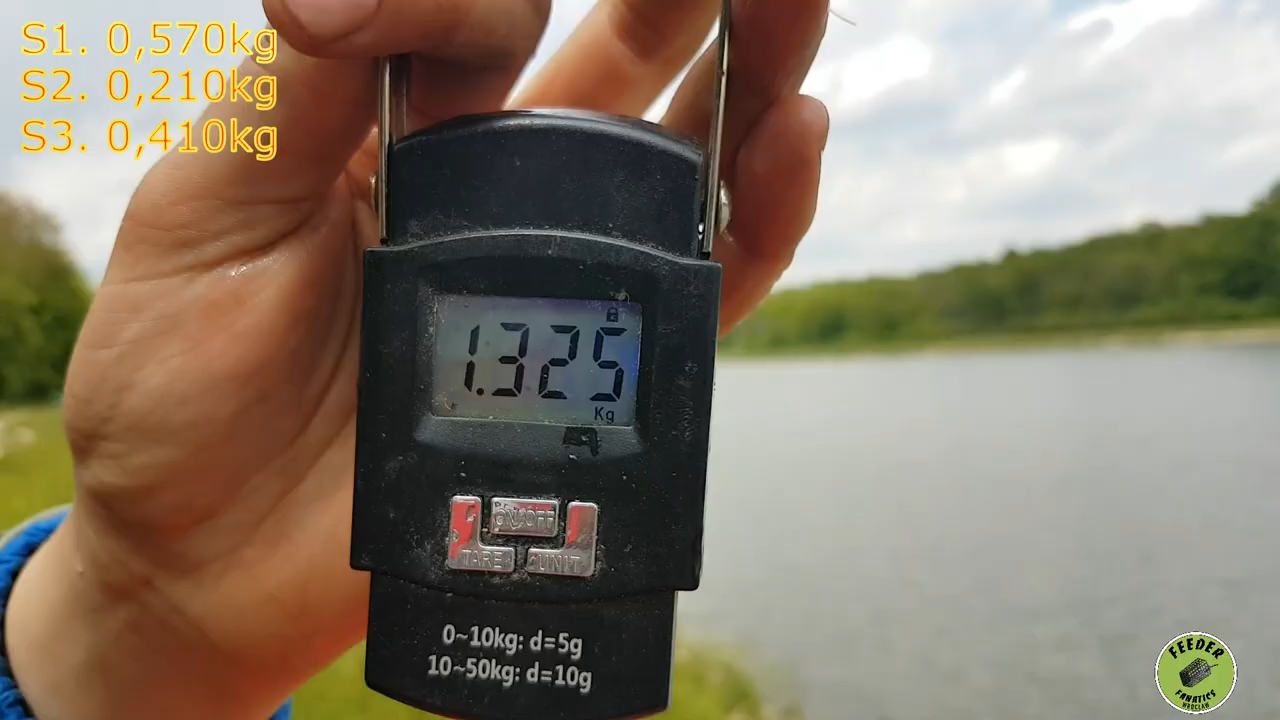 S1. 0,570kg
S2. 0,210kg
S3. 0,410kg
1.325
Kg
ON/OFF
TARE UNIT
0~10kg: d=5g
10~50kg: d=10g
FEEDER
FANATICS
WROCŁAW